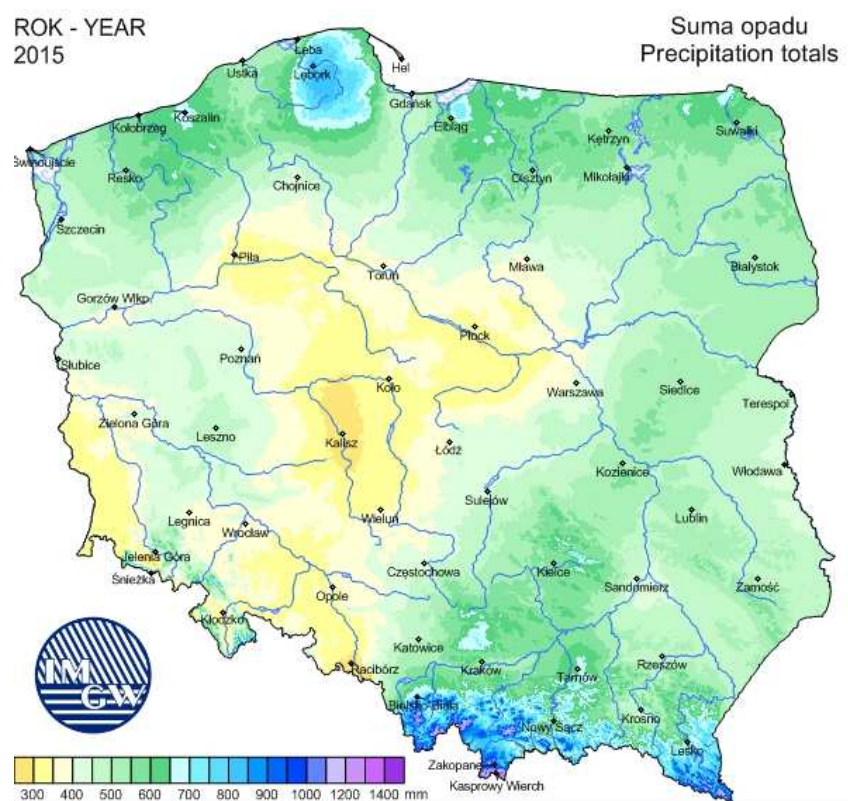 ROK - YEAR
2015
Suma opadu
Precipitation totals
Łeba
Ustka
Lębork
Hel
Gdańsk
Koszalin
Kołobrzeg
Elbląg
Kętrzyn
Suwałki
Świnoujście
Resko
Chojnice
Olsztyn
Mikołajki
Szczecin
Piła
Toruń
Mława
Białystok
Gorzów Wlkp.
Płock
Słubice
Poznań
Koło
Warszawa
Siedlce
Terespol
Zielona Góra
Leszno
Kalisz
Łódź
Kozienice
Włodawa
Sulejów
Legnica
Wrocław
Wieluń
Lublin
Jelenia Góra
Śnieżka
Częstochowa
Kielce
Opole
Sandomierz
Zamość
Kłodzko
Katowice
Racibórz
Kraków
Tarnów
Rzeszów
Bielsko-Biała
Nowy Sącz
Krosno
Lesko
Zakopane
Kasprowy Wierch
IM
G-W
300 400 500 600 700 800 900 1000 1200 1400 mm